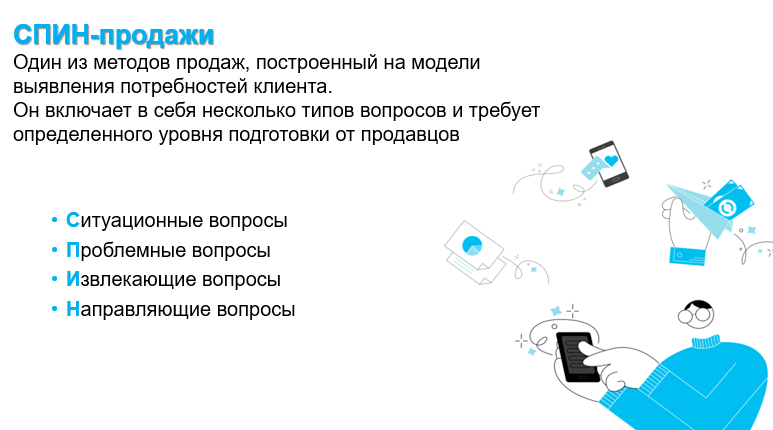 СПИН-продажи
Один из методов продаж, построенный на модели
выявления потребностей клиента.
Он включает в себя несколько типов вопросов и требует
определенного уровня подготовки от продавцов
• Ситуационные вопросы
• Проблемные вопросы
• Извлекающие вопросы
• Направляющие вопросы